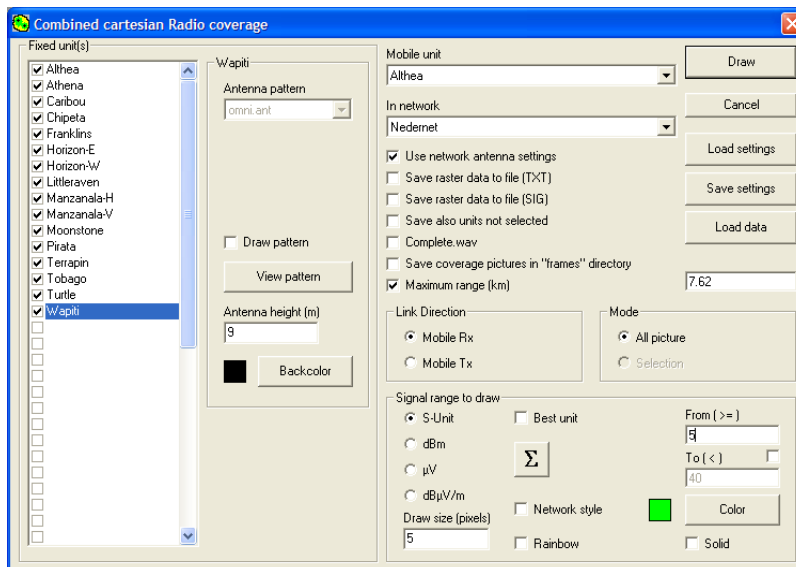 Combined cartesian Radio coverage
Fixed unit(s)
Althea
Athena
Caribou
Chipeta
Franklins
Horizon-E
Horizon-W
Littleraven
Manzanala-H
Manzanala-V
Moonstone
Pirata
Terrapin
Tobago
Turtle
Wapiti
Wapiti
Antenna pattern
omni.ant
Draw pattern
View pattern
Antenna height (m)
9
Backcolor
Mobile unit
Althea
In network
Nedernet
Use network antenna settings
Save raster data to file (TXT)
Save raster data to file (SIG)
Save also units not selected
Complete.wav
Save coverage pictures in "frames" directory
Maximum range (km)
7.62
Draw
Cancel
Load settings
Save settings
Load data
Link Direction
Mobile Rx
Mobile Tx
Mode
All picture
Selection
Signal range to draw
S-Unit
dBm
µV
dBµV/m
Draw size (pixels)
5
Best unit
Σ
Network style
Rainbow
From ( >= )
5
To ( < )
40
Color
Solid